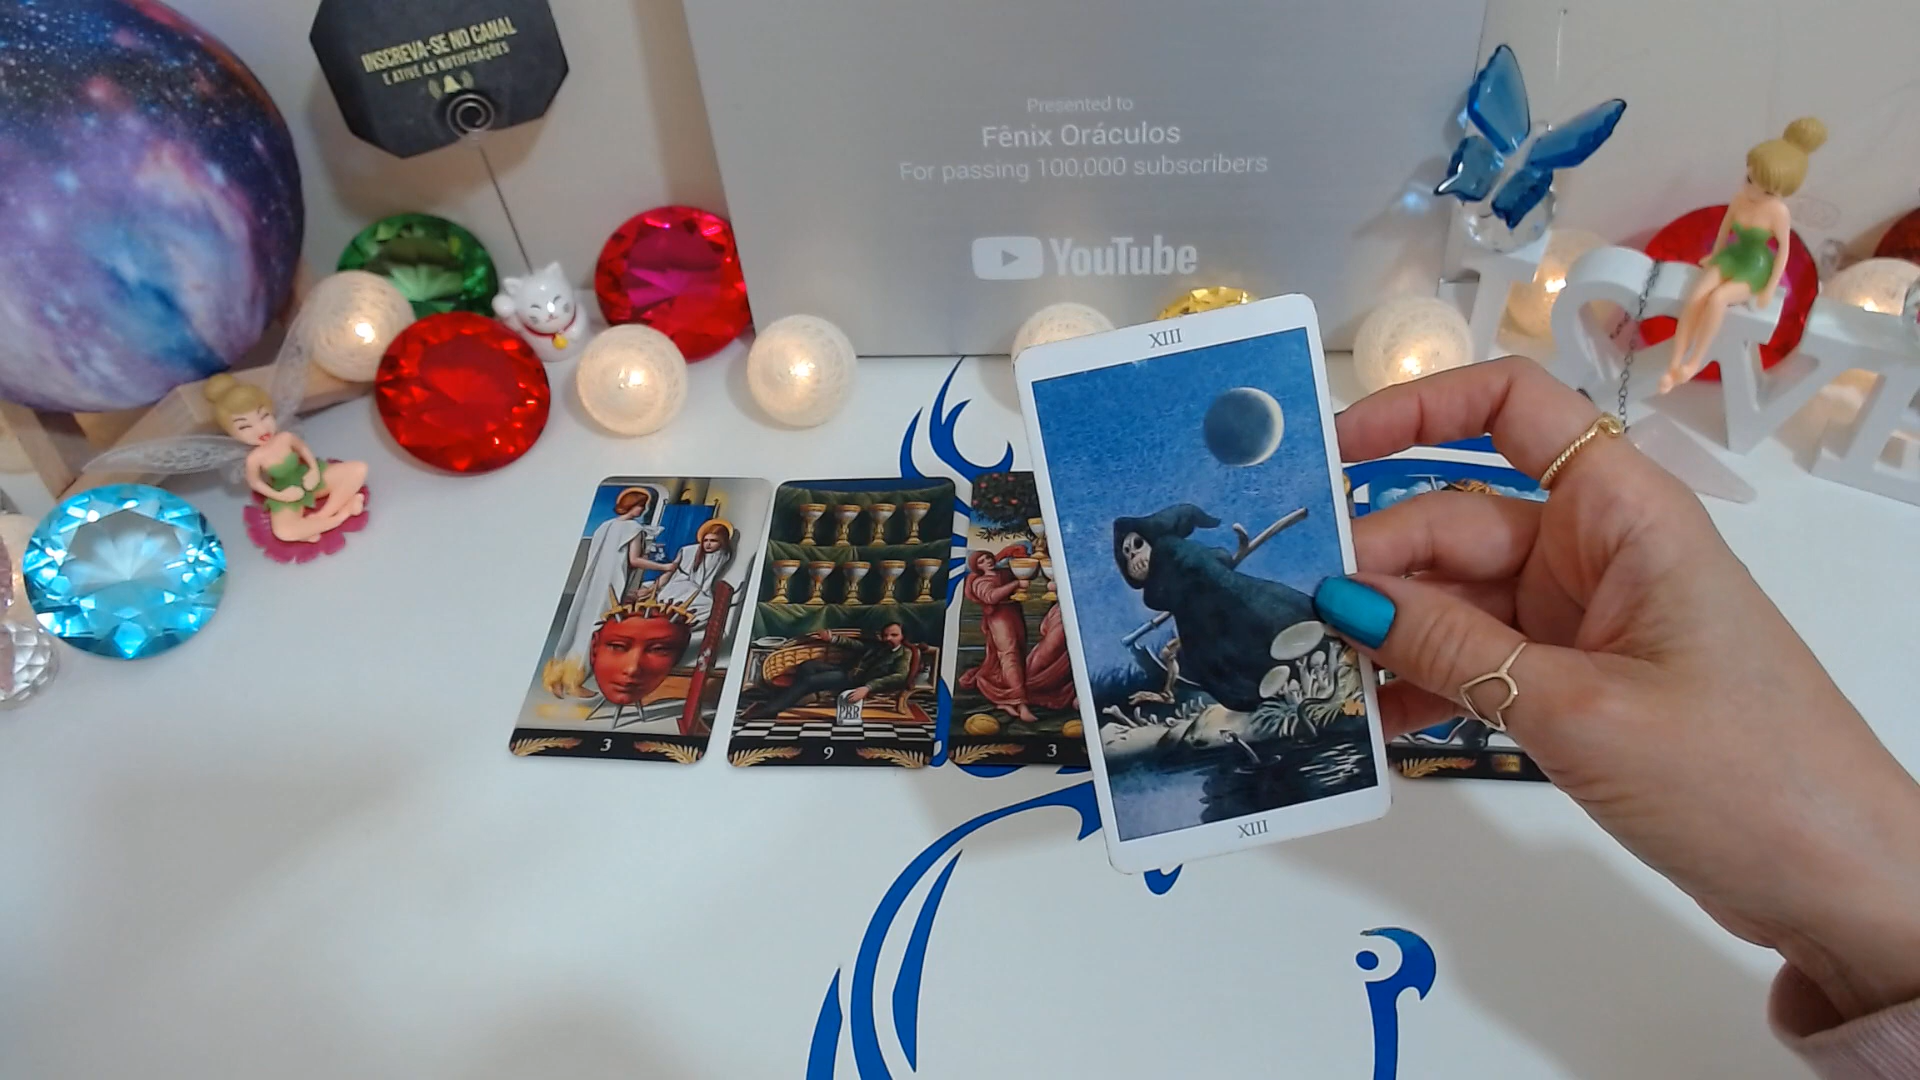 INSCREVA-SE NO CANAL
E ATIVE AS NOTIFICAÇÕES
Presented to
Fênix Oráculos
For passing 100,000 subscribers
YouTube
XIII
3
9
3
XIII